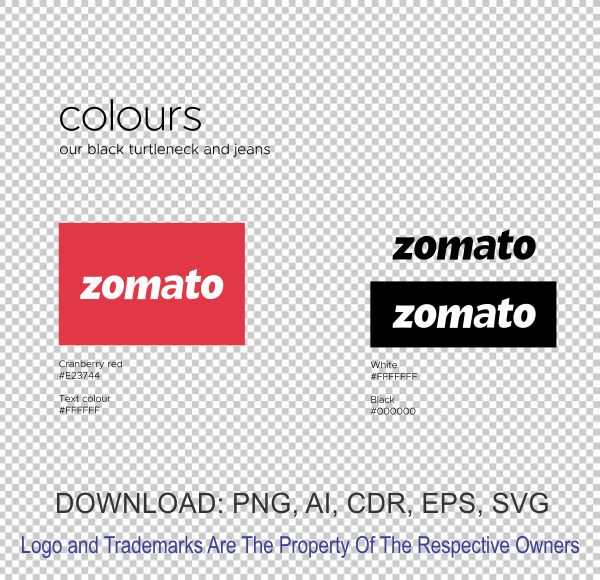 colours
our black turtleneck and jeans
zomato
Cranberry red
#E23744
Text colour
#FFFFFF
zomato
zomato
White
#FFFFFFF
Black
#000000
DOWNLOAD: PNG, AI, CDR, EPS, SVG
Logo and Trademarks Are The Property Of The Respective Owners